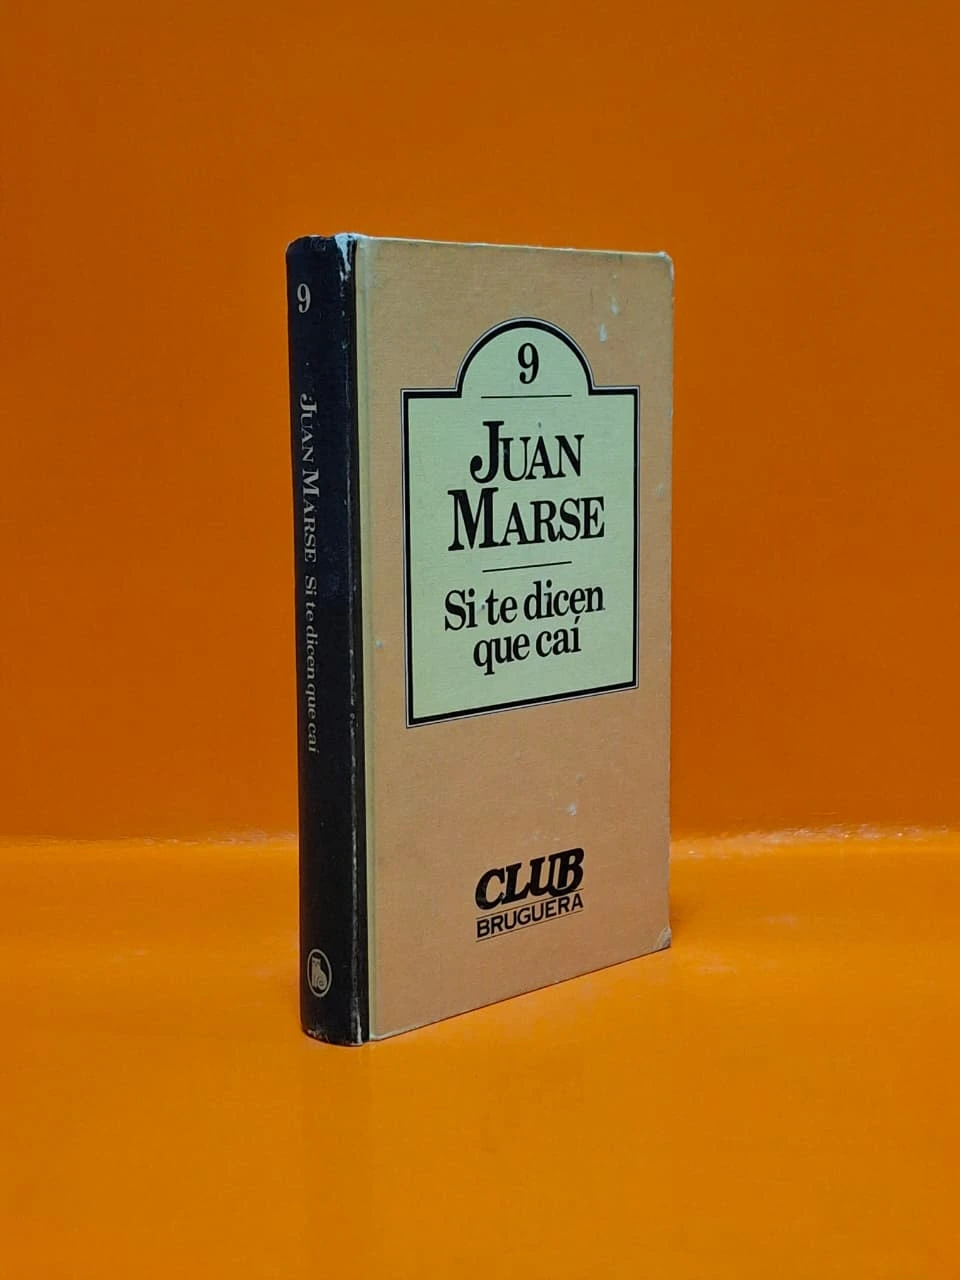 9
JUAN MARSE Si te dicen que caí
9
JUAN
MARSE
Si te dicen
que caí
CLUB
BRUGUERA